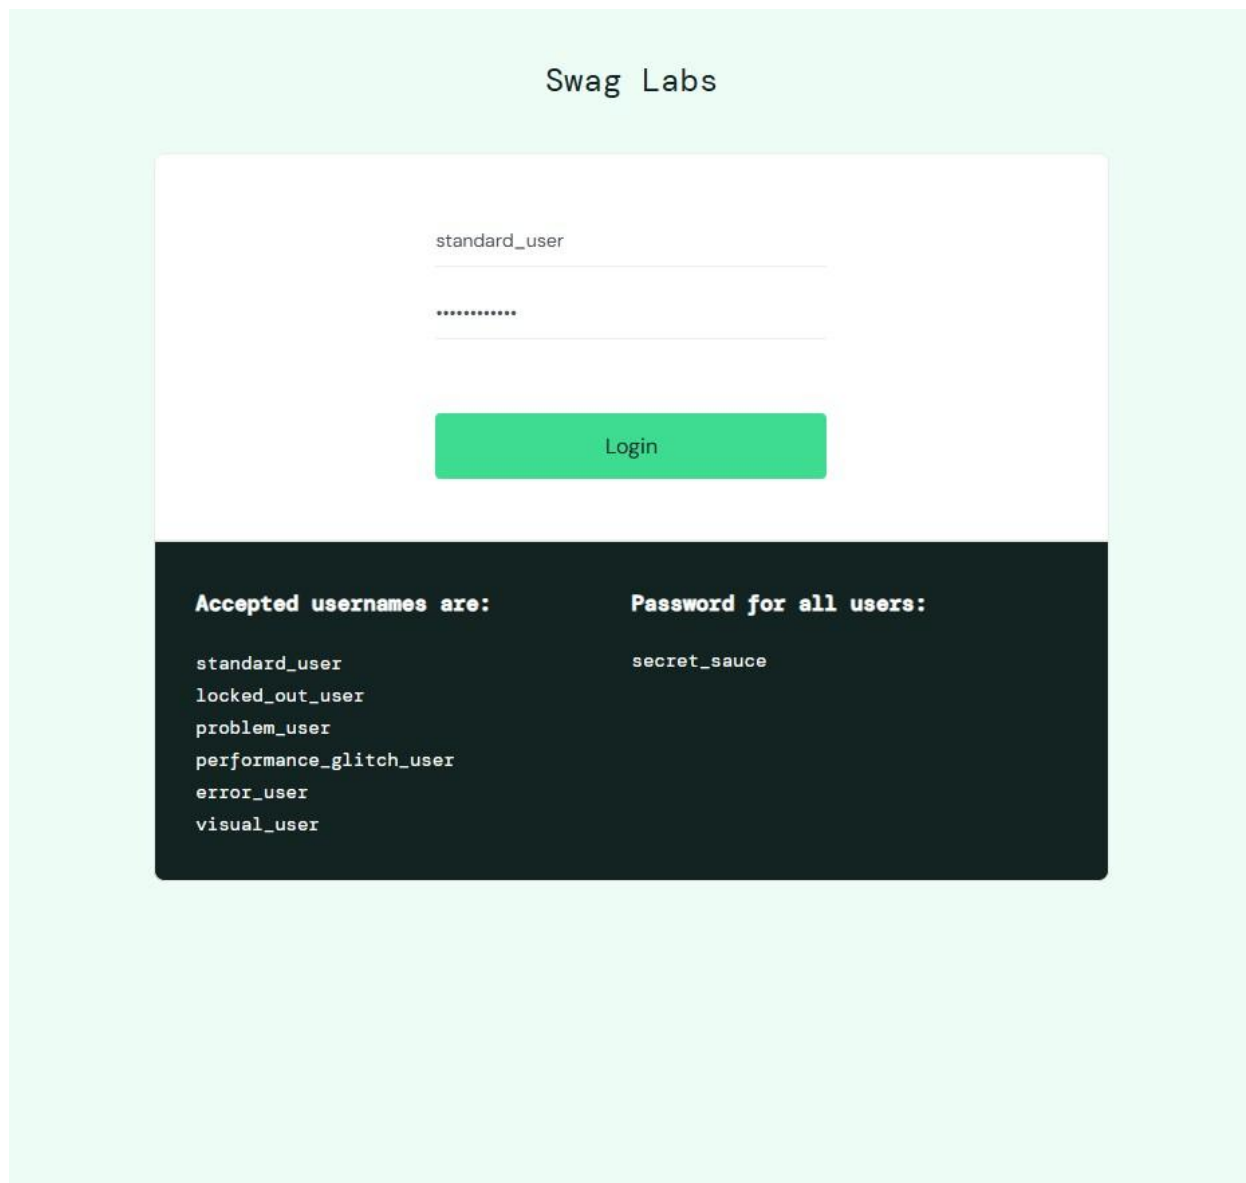 Swag Labs
standard_user
••••••••••••
Login
Accepted usernames are:
standard_user
locked_out_user
problem_user
performance_glitch_user
error_user
visual_user
Password for all users:
secret_sauce